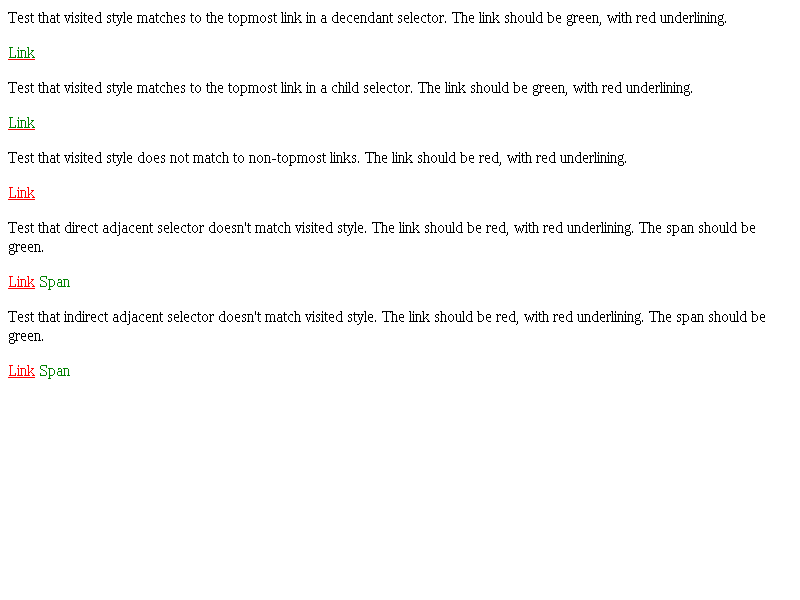 Test that visited style matches to the topmost link in a decendant selector. The link should be green, with red underlining.
Link
Test that visited style matches to the topmost link in a child selector. The link should be green, with red underlining.
Link
Test that visited style does not match to non-topmost links. The link should be red, with red underlining.
Link
Test that direct adjacent selector doesn't match visited style. The link should be red, with red underlining. The span should be
green.
Link Span
Test that indirect adjacent selector doesn't match visited style. The link should be red, with red underlining. The span should be
green.
Link Span